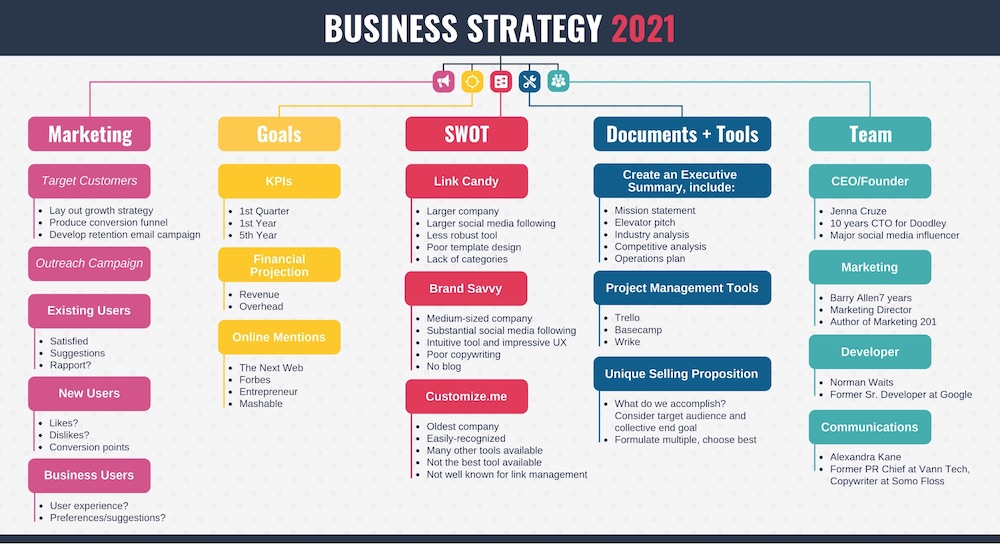 BUSINESS STRATEGY 2021
Marketing
Target Customers
Lay out growth strategy
Produce conversion funnel
Develop retention email campaign
Outreach Campaign
Existing Users
Satisfied
Suggestions
Rapport?
New Users
Likes?
Dislikes?
Conversion points
Business Users
User experience?
Preferences/suggestions?
Goals
KPIs
1st Quarter
1st Year
5th Year
Financial
Projection
Revenue
Overhead
Online Mentions
The Next Web
Forbes
Entrepreneur
Mashable
SWOT
Link Candy
Larger company
Larger social media following
Less robust tool
Poor template design
Lack of categories
Brand Savvy
Medium-sized company
Substantial social media following
Intuitive tool and impressive UX
Poor copywriting
No blog
Customize.me
Oldest company
Easily-recognized
Many other tools available
Not the best tool available
Not well known for link management
Documents + Tools
Create an Executive
Summary, include:
Mission statement
Elevator pitch
Industry analysis
Competitive analysis
Operations plan
Project Management Tools
Trello
Basecamp
Wrike
Unique Selling Proposition
What do we accomplish?
Consider target audience and
collective end goal
Formulate multiple, choose best
Team
CEO/Founder
Jenna Cruze
10 years CTO for Doodley
Major social media influencer
Marketing
Barry Allen7 years
Marketing Director
Author of Marketing 201
Developer
Norman Waits
Former Sr. Developer at Google
Communications
Alexandra Kane
Former PR Chief at Vann Tech,
Copywriter at Somo Floss